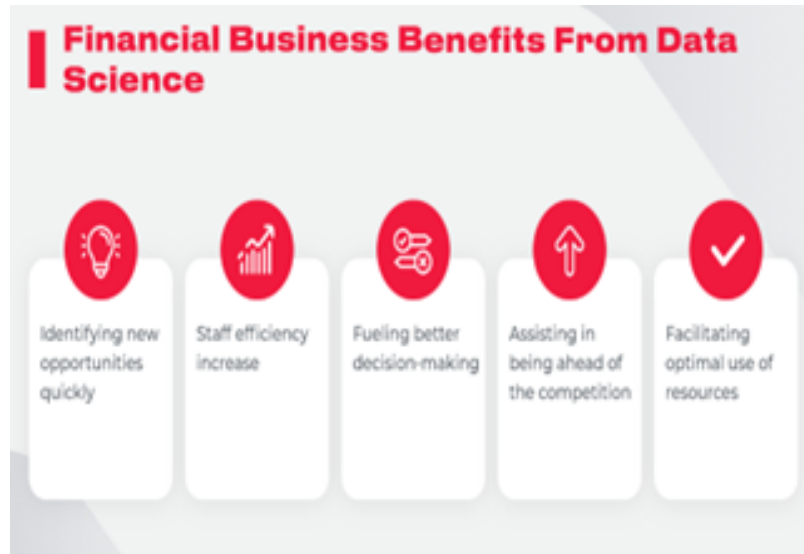 Financial Business Benefits From Data
Science
Identifying new
opportunities
quickly
Staff efficiency
increase
Fueling better
decision-making
Assisting in
being ahead of
the competition
Facilitating
optimal use of
resources